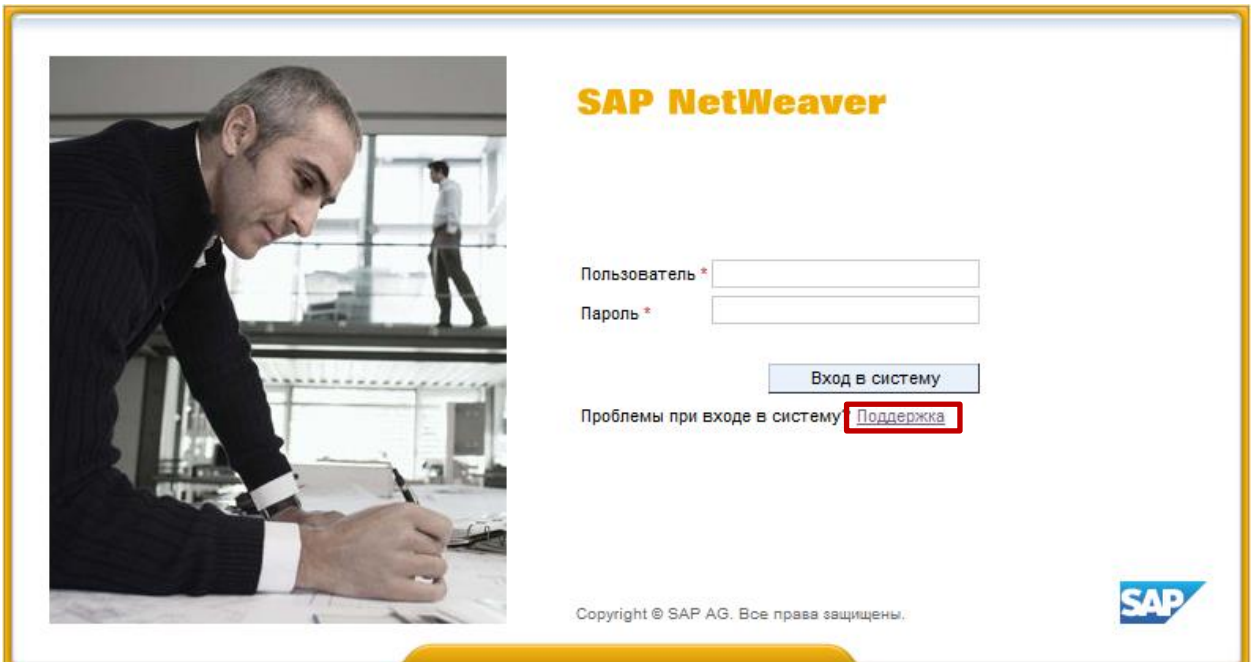 SAP NetWeaver
Пользователь *
Пароль *
Вход в систему
Проблемы при входе в систему? Поддержка
Copyright © SAP AG. Все права защищены.
SAP